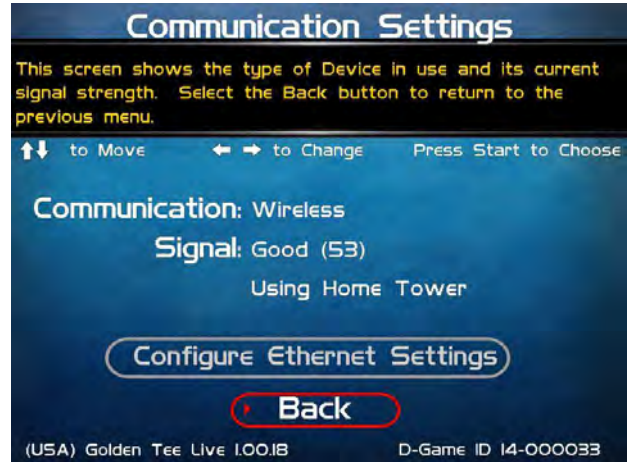 Communication Settings
This screen shows the type of Device in use and its current
signal strength. Select the Back button to return to the
previous menu.
↑↓ to Move ← → to Change Press Start to Choose
Communication: Wireless
Signal: Good (53)
Using Home Tower
Configure Ethernet Settings
Back
(USA) Golden Tee Live 1.00.18 D-Game ID 14-000033